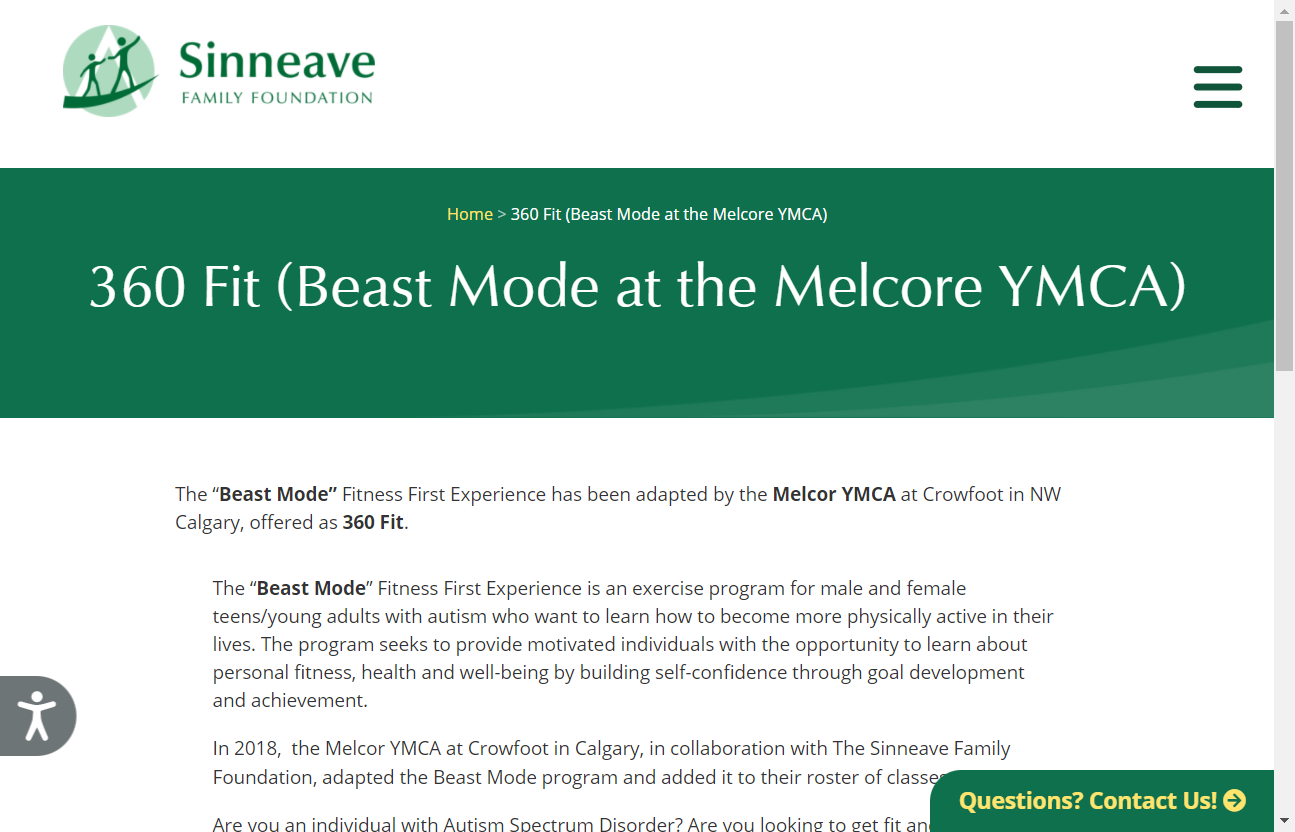 Sinneave
FAMILY FOUNDATION
Home > 360 Fit (Beast Mode at the Melcore YMCA)
360 Fit (Beast Mode at the Melcore YMCA)
The “Beast Mode” Fitness First Experience has been adapted by the Melcor YMCA at Crowfoot in NW
Calgary, offered as 360 Fit.
The “Beast Mode” Fitness First Experience is an exercise program for male and female
teens/young adults with autism who want to learn how to become more physically active in their
lives. The program seeks to provide motivated individuals with the opportunity to learn about
personal fitness, health and well-being by building self-confidence through goal development
and achievement.
In 2018,  the Melcor YMCA at Crowfoot in Calgary, in collaboration with The Sinneave Family
Foundation, adapted the Beast Mode program and added it to their roster of classes
Are you an individual with Autism Spectrum Disorder? Are you looking to get fit and
Questions? Contact Us!